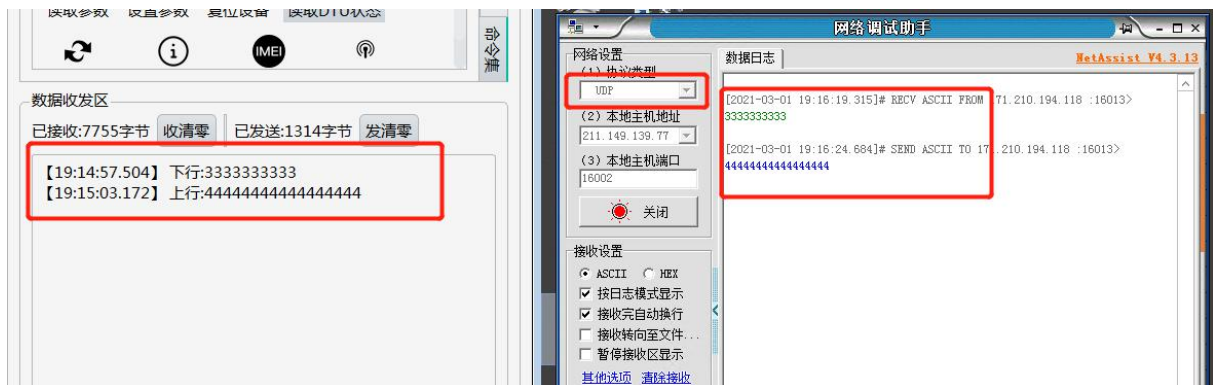 读取参数 设置参数 复位设备 读取DTU状态
IMEI
命令集
数据收发区
已接收:7755字节 收清零 已发送:1314字节 发清零
【19:14:57.504】下行:3333333333
【19:15:03.172】上行:44444444444444444
网络调试助手
网络设置
(1) 协议类型
UDP
(2) 本地主机地址
211.149.139.77
(3) 本地主机端口
16002
关闭
接收设置
ASCII HEX
按日志模式显示
接收完自动换行
接收转向至文件...
暂停接收区显示
其他选项 清除接收
数据日志
NetAssist V4.3.13
[2021-03-01 19:16:19.315]# RECV ASCII FROM 171.210.194.118 :16013>
3333333333
[2021-03-01 19:16:24.684]# SEND ASCII TO 171.210.194.118 :16013>
44444444444444444